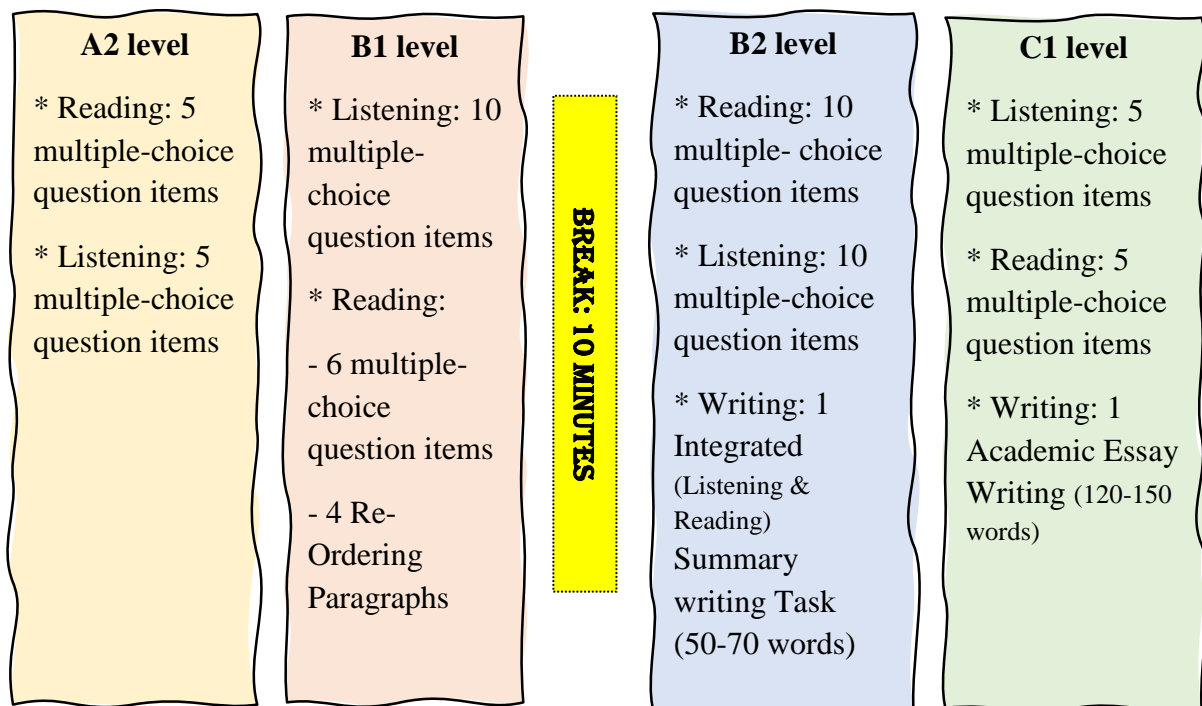 A2 level
* Reading: 5
multiple-choice
question items
* Listening: 5
multiple-choice
question items
B1 level
* Listening: 10
multiple-
choice
question items
* Reading:
- 6 multiple-
choice
question items
- 4 Re-
Ordering
Paragraphs
BREAK: 10 MINUTES
B2 level
* Reading: 10
multiple- choice
question items
* Listening: 10
multiple-choice
question items
* Writing: 1
Integrated
(Listening &
Reading)
Summary
writing Task
(50-70 words)
C1 level
* Listening: 5
multiple-choice
question items
* Reading: 5
multiple-choice
question items
* Writing: 1
Academic Essay
Writing (120-150
words)